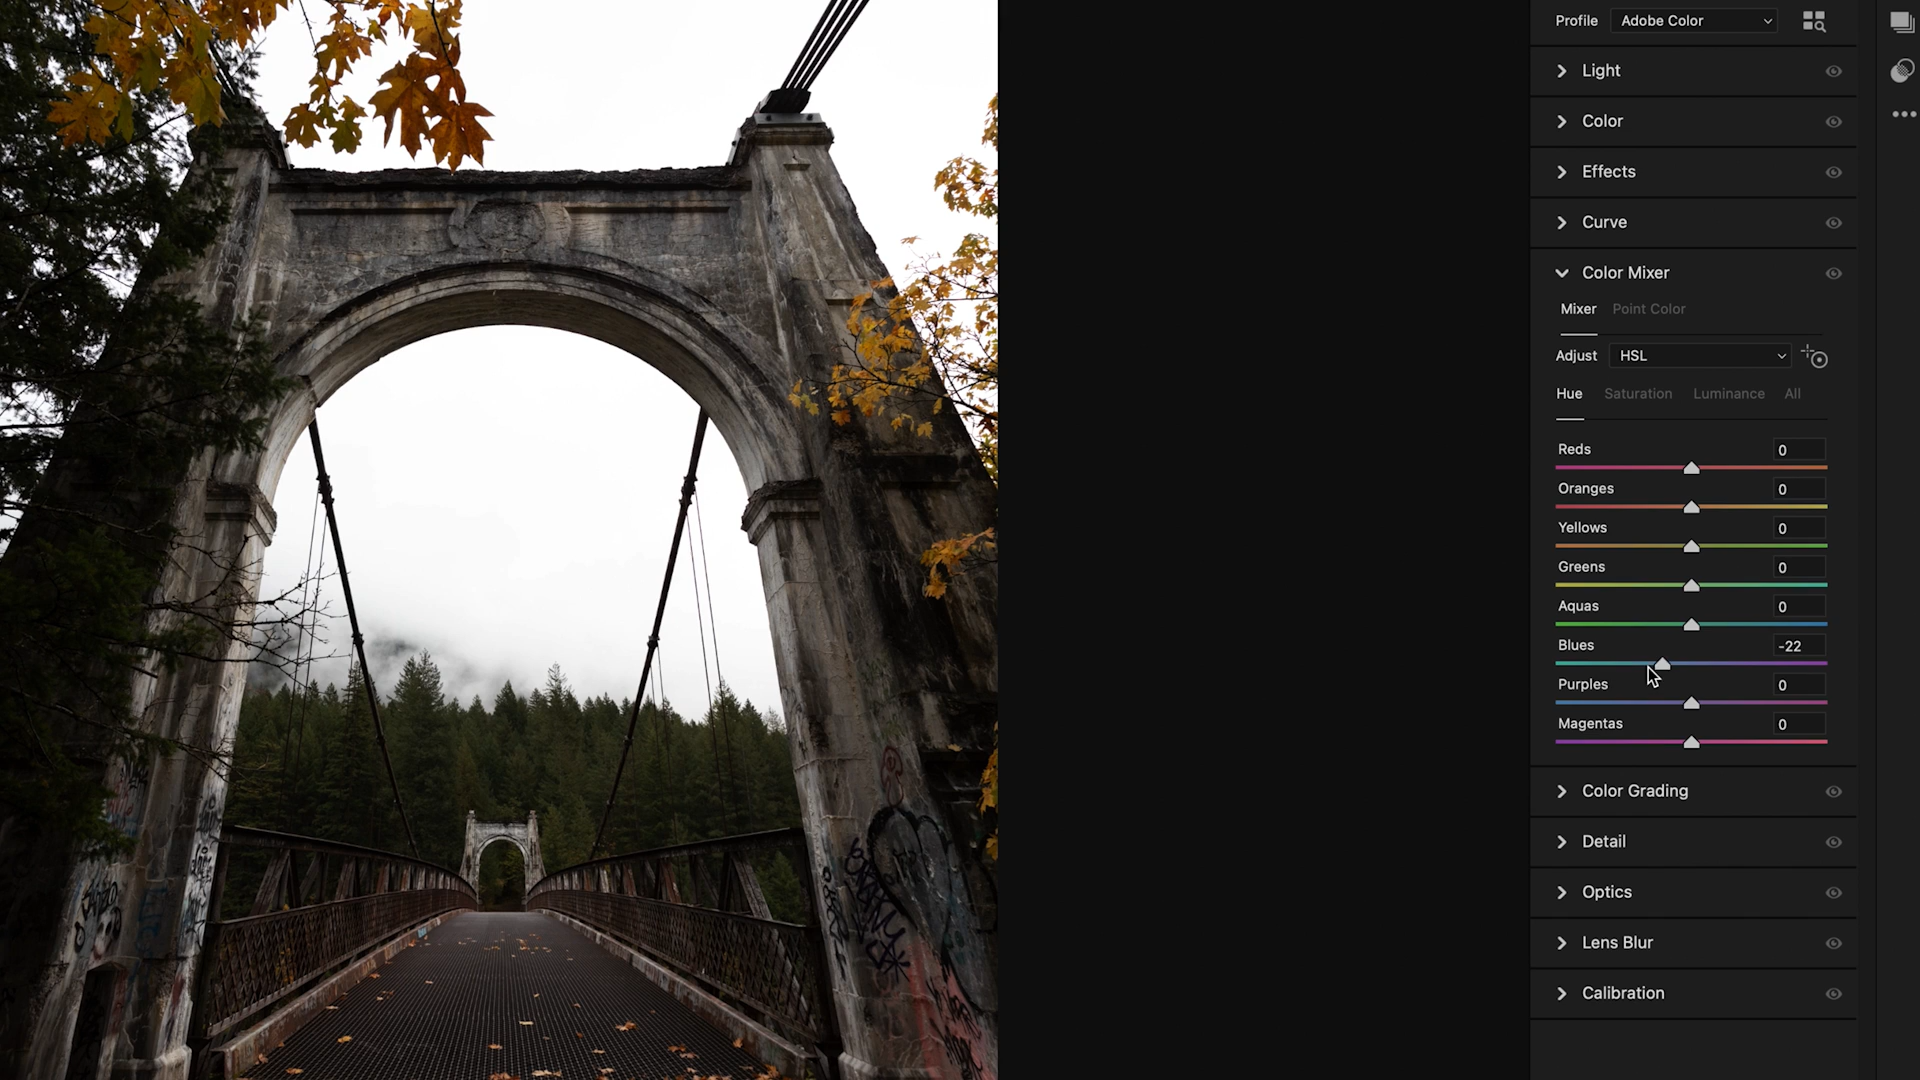 Profile Adobe Color
Light
Color
Effects
Curve
Color Mixer
Mixer Point Color
Adjust HSL
Hue Saturation Luminance All
Reds 0
Oranges 0
Yellows 0
Greens 0
Aquas 0
Blues -22
Purples 0
Magentas 0
Color Grading
Detail
Optics
Lens Blur
Calibration